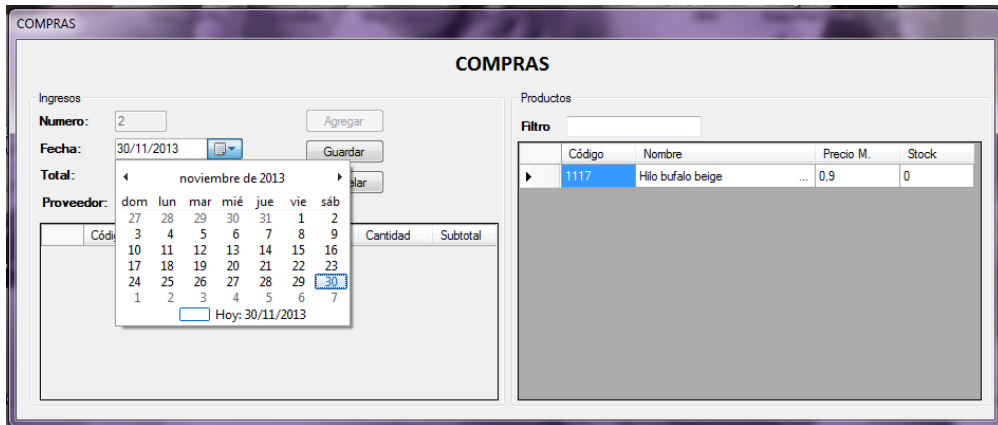 COMPRAS
COMPRAS
Ingresos
Numero: 2 Agregar
Fecha: 30/11/2013 Guardar
Total:
Proveedor:
noviembre de 2013
dom lun mar mié jue vie sáb
27 28 29 30 31 1 2
3 4 5 6 7 8 9
10 11 12 13 14 15 16
17 18 19 20 21 22 23
24 25 26 27 28 29 30
1 2 3 4 5 6 7
Hoy: 30/11/2013
Cantidad Subtotal
Productos
Filtro
Código Nombre Precio M. Stock
1117 Hilo bufalo beige ... 0,9 0